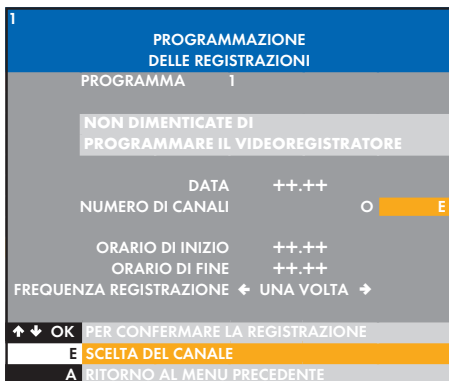 1
PROGRAMMAZIONE
DELLE REGISTRAZIONI
PROGRAMMA 1
NON DIMENTICATE DI
PROGRAMMARE IL VIDEOREGISTRATORE
DATA ++.++
NUMERO DI CANALI O E
ORARIO DI INIZIO ++.++
ORARIO DI FINE ++.++
FREQUENZA REGISTRAZIONE ← UNA VOLTA →
↑ ↓ OK PER CONFERMARE LA REGISTRAZIONE
E SCELTA DEL CANALE
A RITORNO AL MENU PRECEDENTE